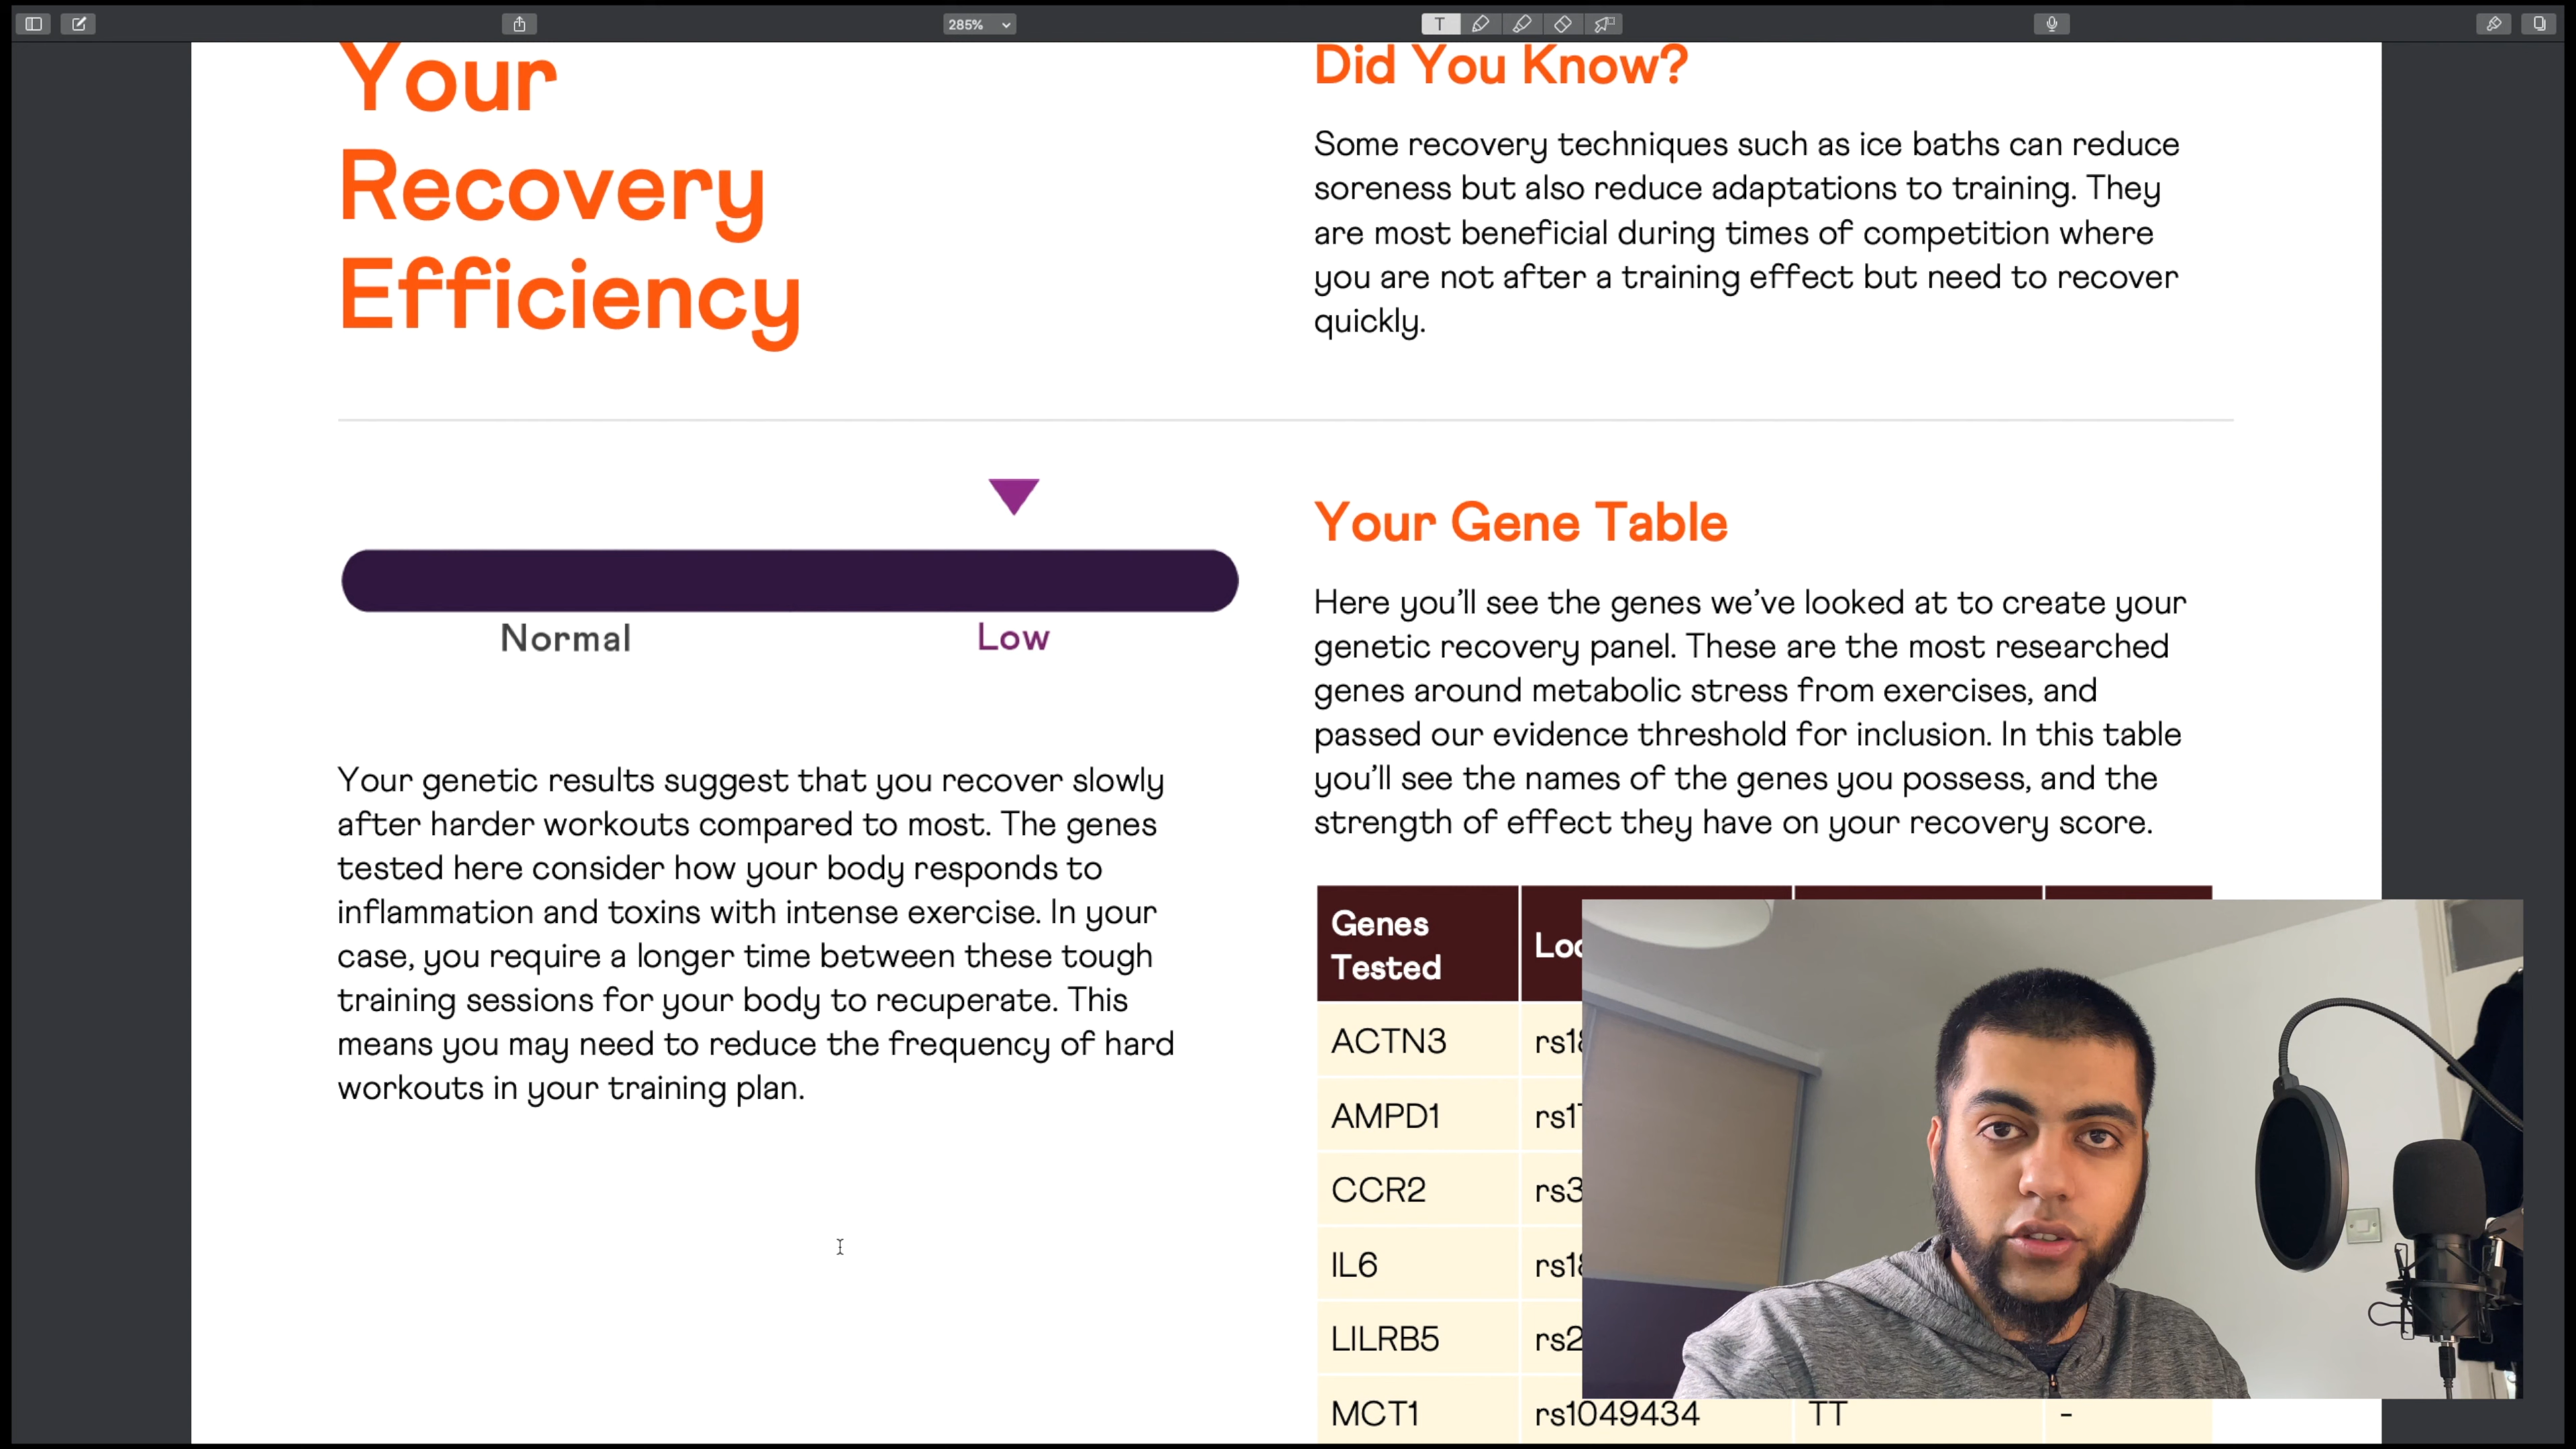 285%
T
Your
Recovery
Efficiency
Did You Know?
Some recovery techniques such as ice baths can reduce
soreness but also reduce adaptations to training. They
are most beneficial during times of competition where
you are not after a training effect but need to recover
quickly.
Normal
Low
Your genetic results suggest that you recover slowly
after harder workouts compared to most. The genes
tested here consider how your body responds to
inflammation and toxins with intense exercise. In your
case, you require a longer time between these tough
training sessions for your body to recuperate. This
means you may need to reduce the frequency of hard
workouts in your training plan.
Your Gene Table
Here you’ll see the genes we’ve looked at to create your
genetic recovery panel. These are the most researched
genes around metabolic stress from exercises, and
passed our evidence threshold for inclusion. In this table
you’ll see the names of the genes you possess, and the
strength of effect they have on your recovery score.
Genes
Tested
ACTN3
AMPD1
CCR2
IL6
LILRB5
MCT1 rs1049434 TT -